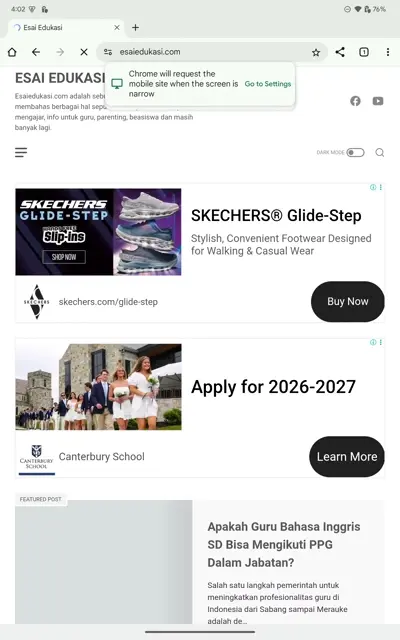 4:02
76%
Esai Edukasi
esaiedukasi.com
1
Chrome will request the
mobile site when the screen is
narrow
Go to Settings
ESAI EDUKASI
Esaiedukasi.com adalah
membahas berbagai hal
mengajar, info untuk guru, parenting, beasiswa dan masih
banyak lagi.
DARK MODE
SKECHERS
GLIDE-STEP
HANDS FREE
Slip-ins
SHOP NOW
SKECHERS® Glide-Step
Stylish, Convenient Footwear Designed
for Walking & Casual Wear
SKECHERS
skechers.com/glide-step
Buy Now
Apply for 2026-2027
CANTERBURY
SCHOOL
Canterbury School
Learn More
FEATURED POST
Apakah Guru Bahasa Inggris
SD Bisa Mengikuti PPG
Dalam Jabatan?
Salah satu langkah pemerintah untuk
meningkatkan profesionalitas guru di
Indonesia dari Sabang sampai Merauke
adalah de...